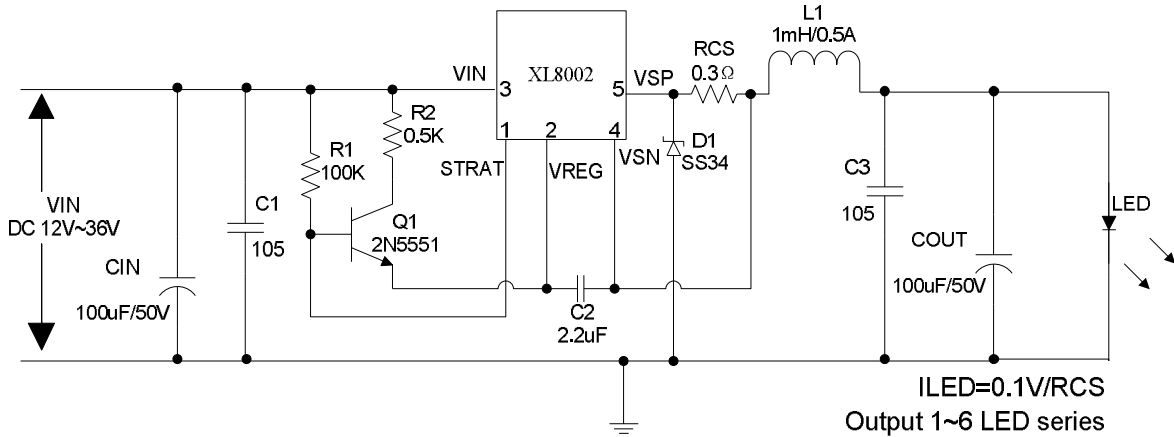 L1
1mH/0.5A
RCS
0.3Ω
XL8002
VIN
3
5
VSP
R2
0.5K
1
2
4
D1
SS34
R1
100K
STRAT
VREG
VSN
C3
105
VIN
DC 12V~36V
C1
105
Q1
2N5551
LED
CIN
100uF/50V
COUT
100uF/50V
C2
2.2uF
ILED=0.1V/RCS
Output 1~6 LED series